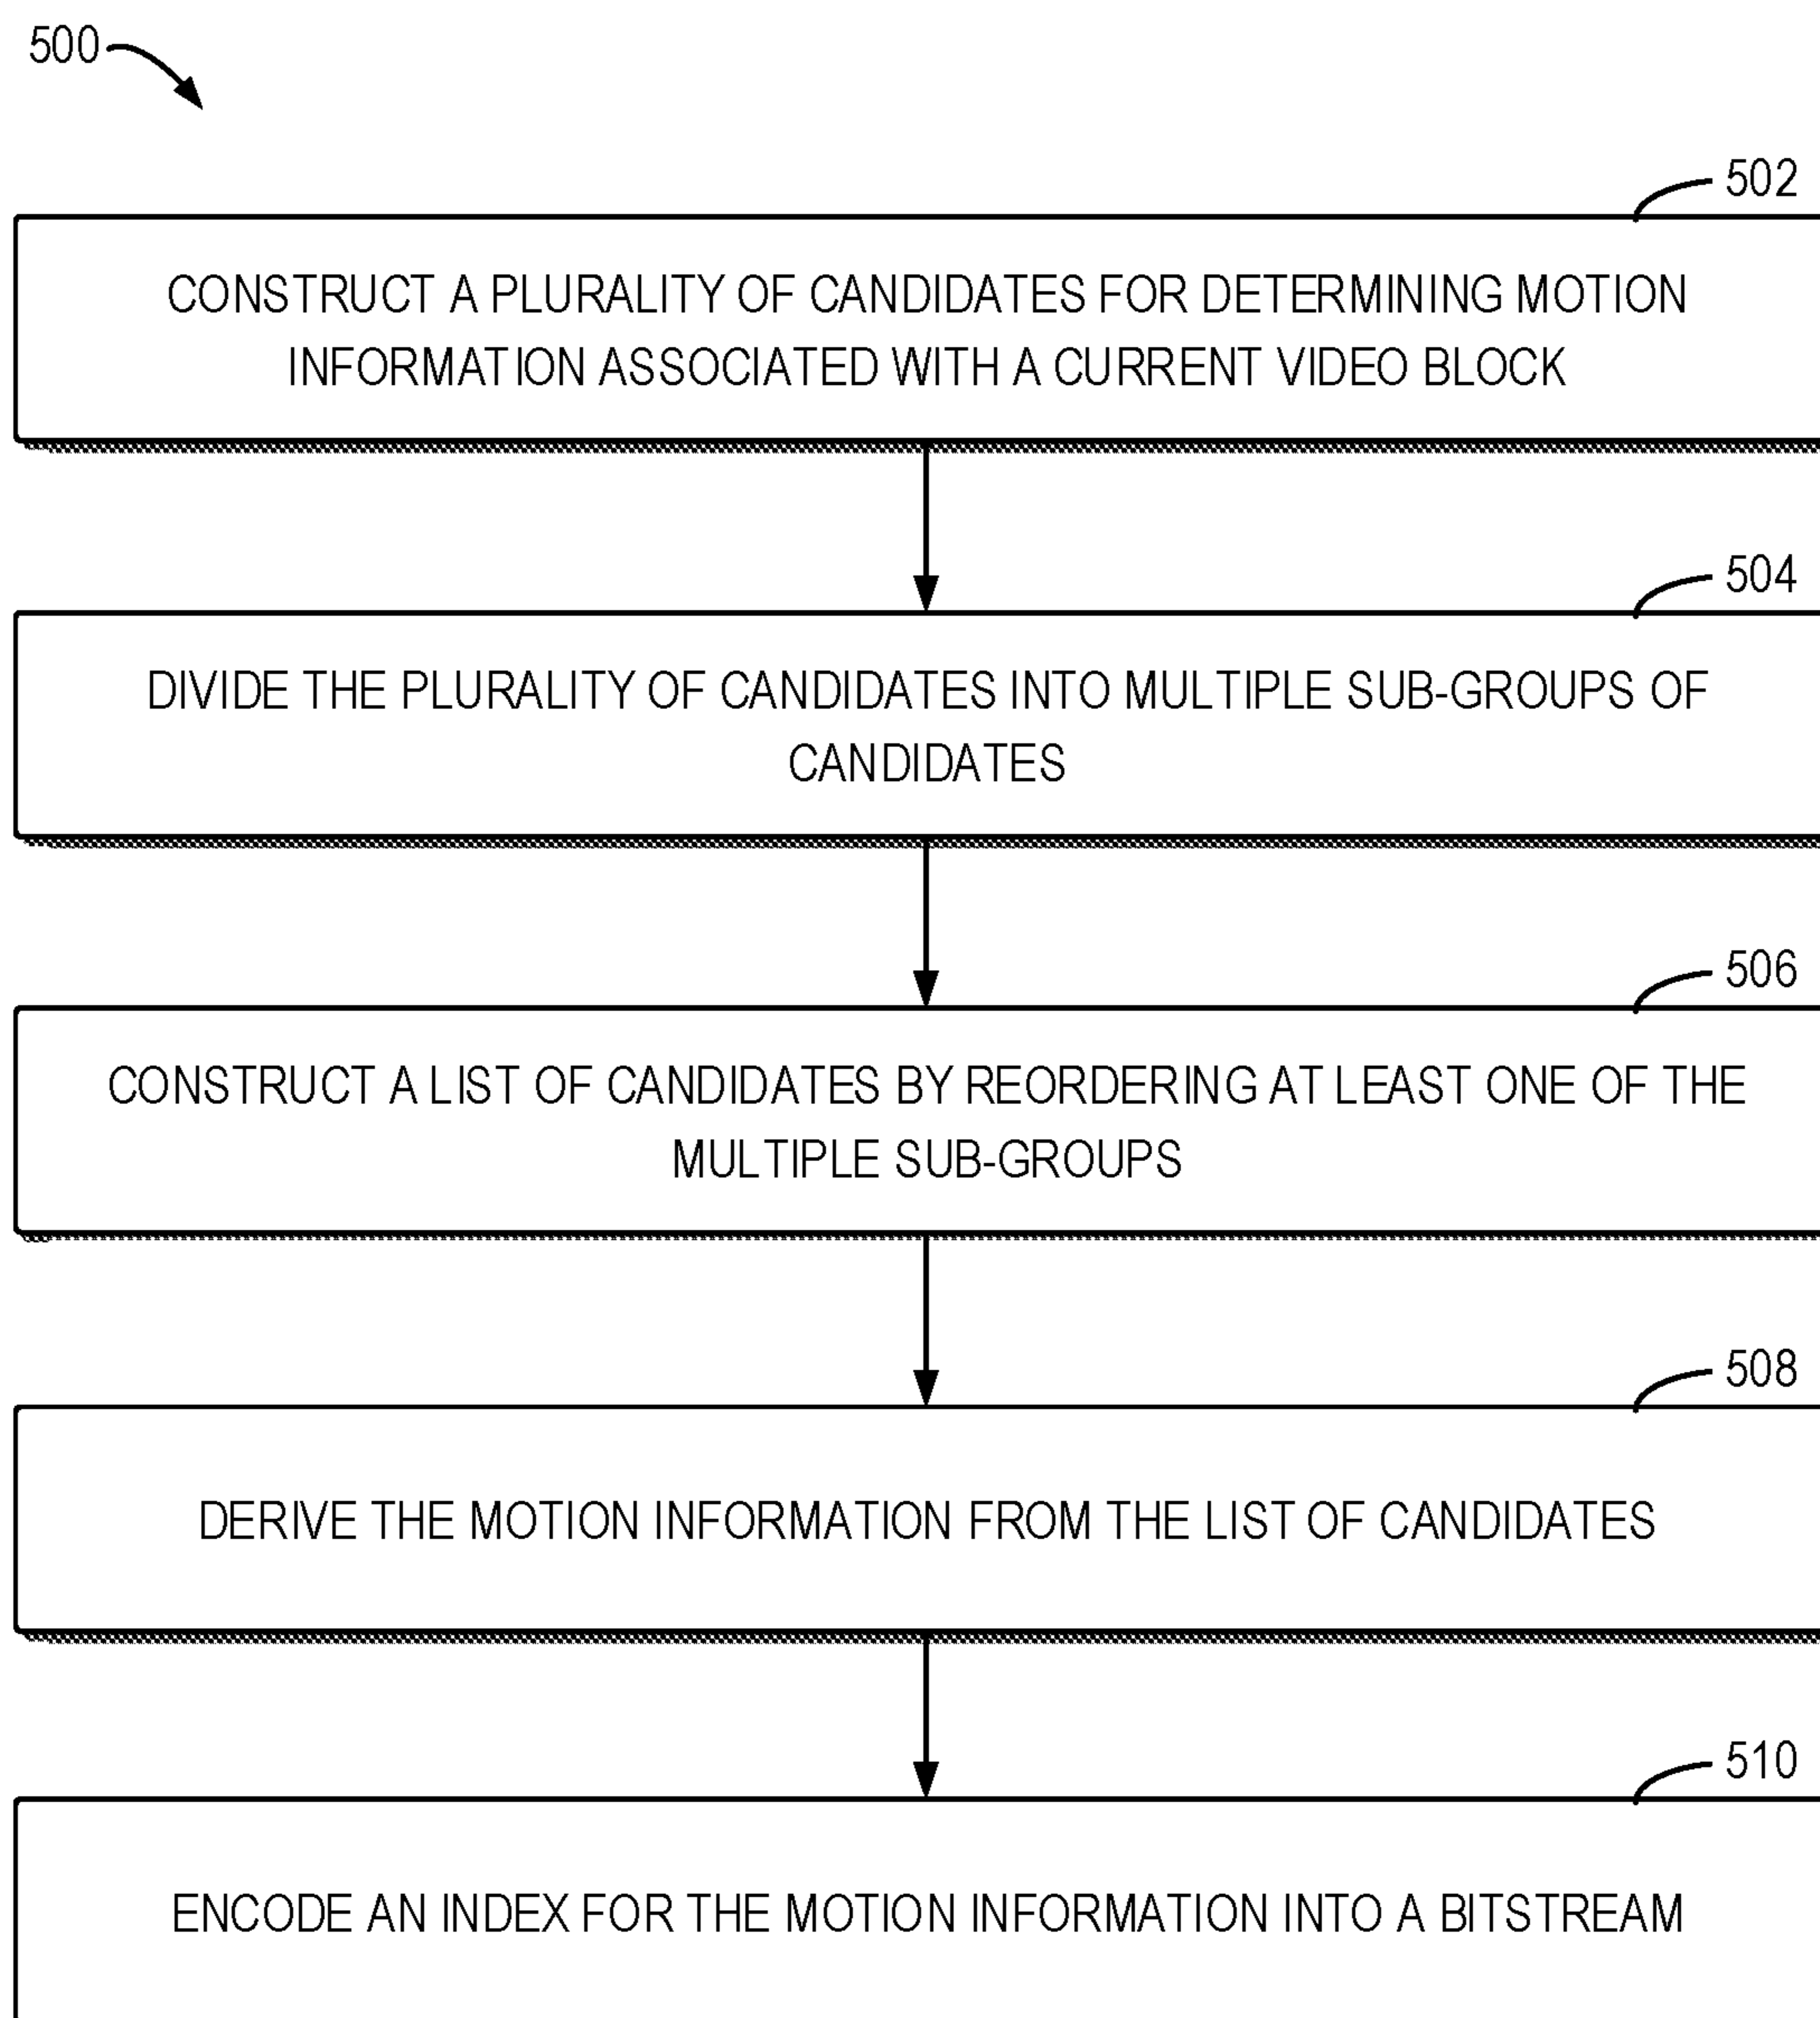 500
502
CONSTRUCT A PLURALITY OF CANDIDATES FOR DETERMINING MOTION
INFORMATION ASSOCIATED WITH A CURRENT VIDEO BLOCK
504
DIVIDE THE PLURALITY OF CANDIDATES INTO MULTIPLE SUB-GROUPS OF
CANDIDATES
506
CONSTRUCT A LIST OF CANDIDATES BY REORDERING AT LEAST ONE OF THE
MULTIPLE SUB-GROUPS
508
DERIVE THE MOTION INFORMATION FROM THE LIST OF CANDIDATES
510
ENCODE AN INDEX FOR THE MOTION INFORMATION INTO A BITSTREAM